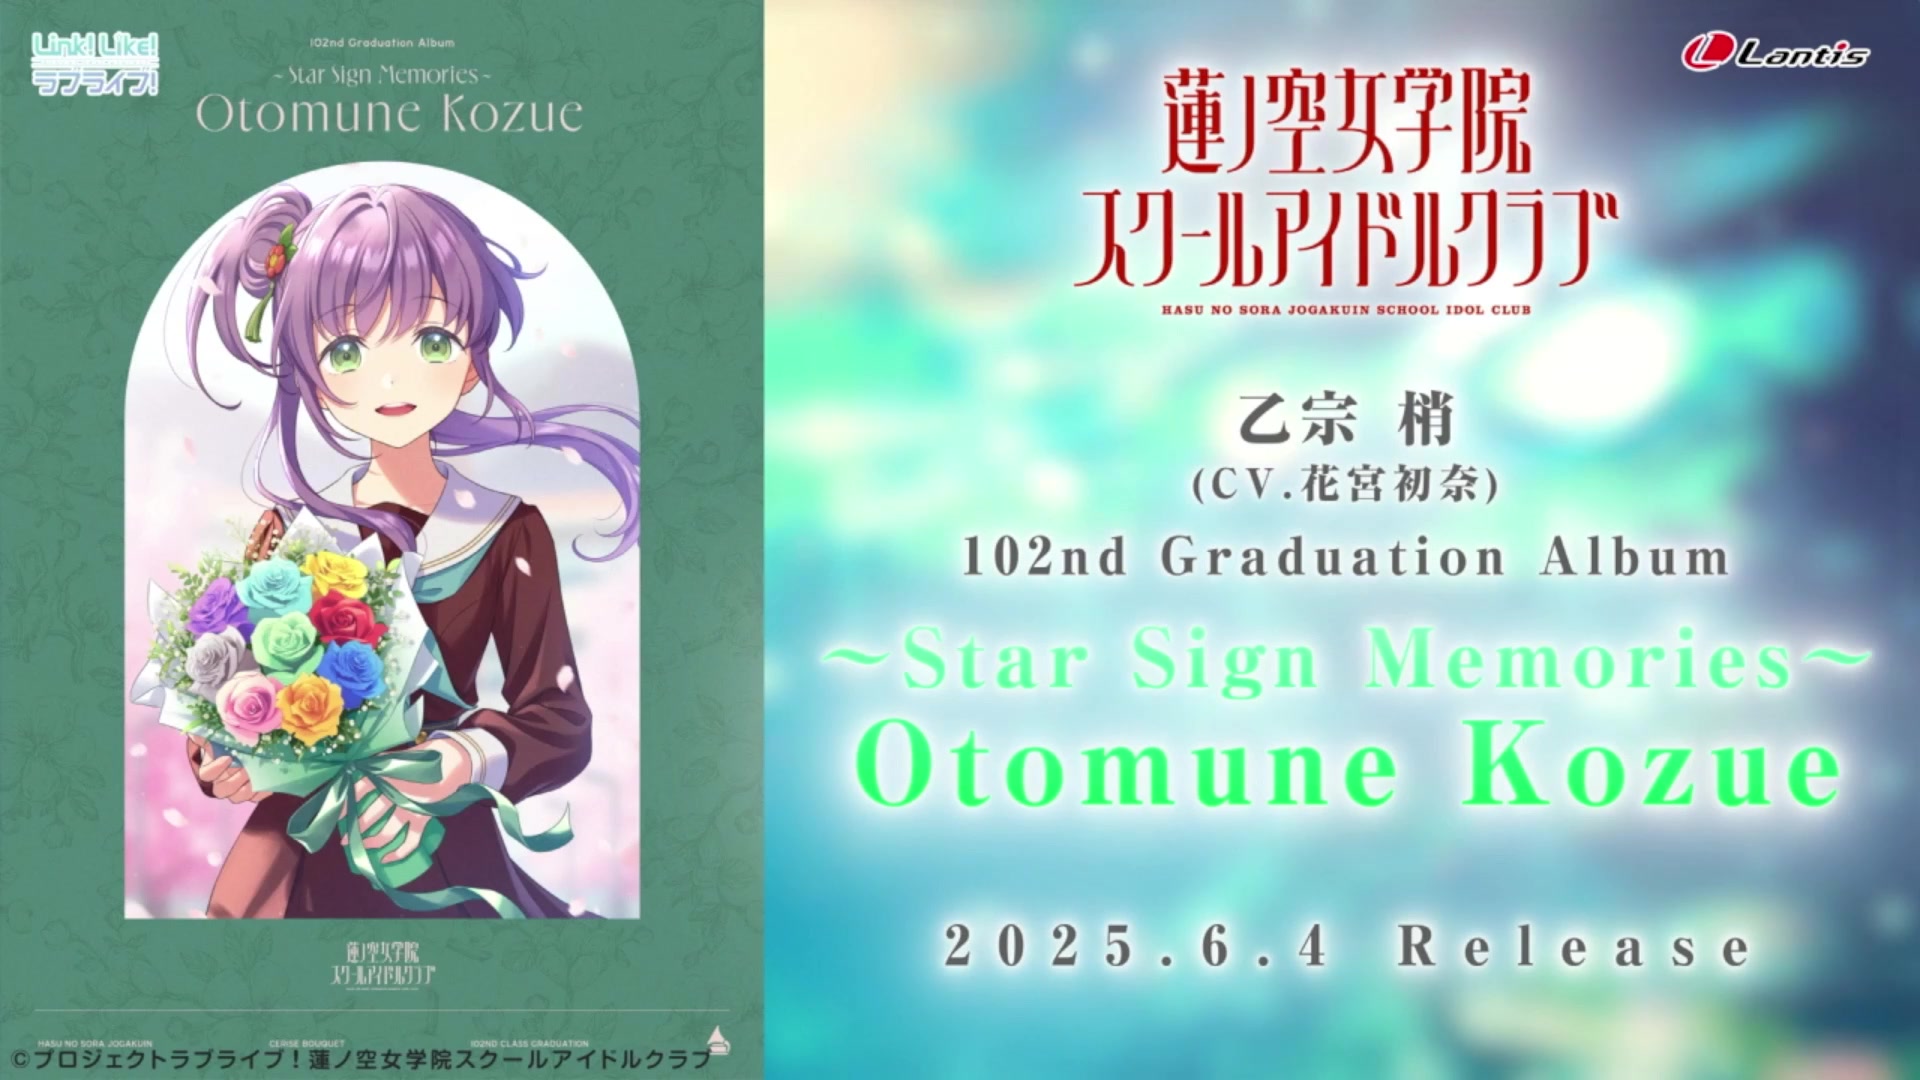 Link! Like!
ラブライブ!
102nd Graduation Album
~Star Sign Memories~
Otomune Kozue
蓮ノ空女学院
スクールアイドルクラブ
HASU NO SORA JOGAKUIN
CERISE BOUQUET
102ND CLASS GRADUATION
©プロジェクトラブライブ!蓮ノ空女学院スクールアイドルクラブ
Lantis
蓮ノ空女学院
スクールアイドルクラブ
HASU NO SORA JOGAKUIN SCHOOL IDOL CLUB
乙宗 梢
(CV.花宮初奈)
102nd Graduation Album
~Star Sign Memories~
Otomune Kozue
2025.6.4 Release